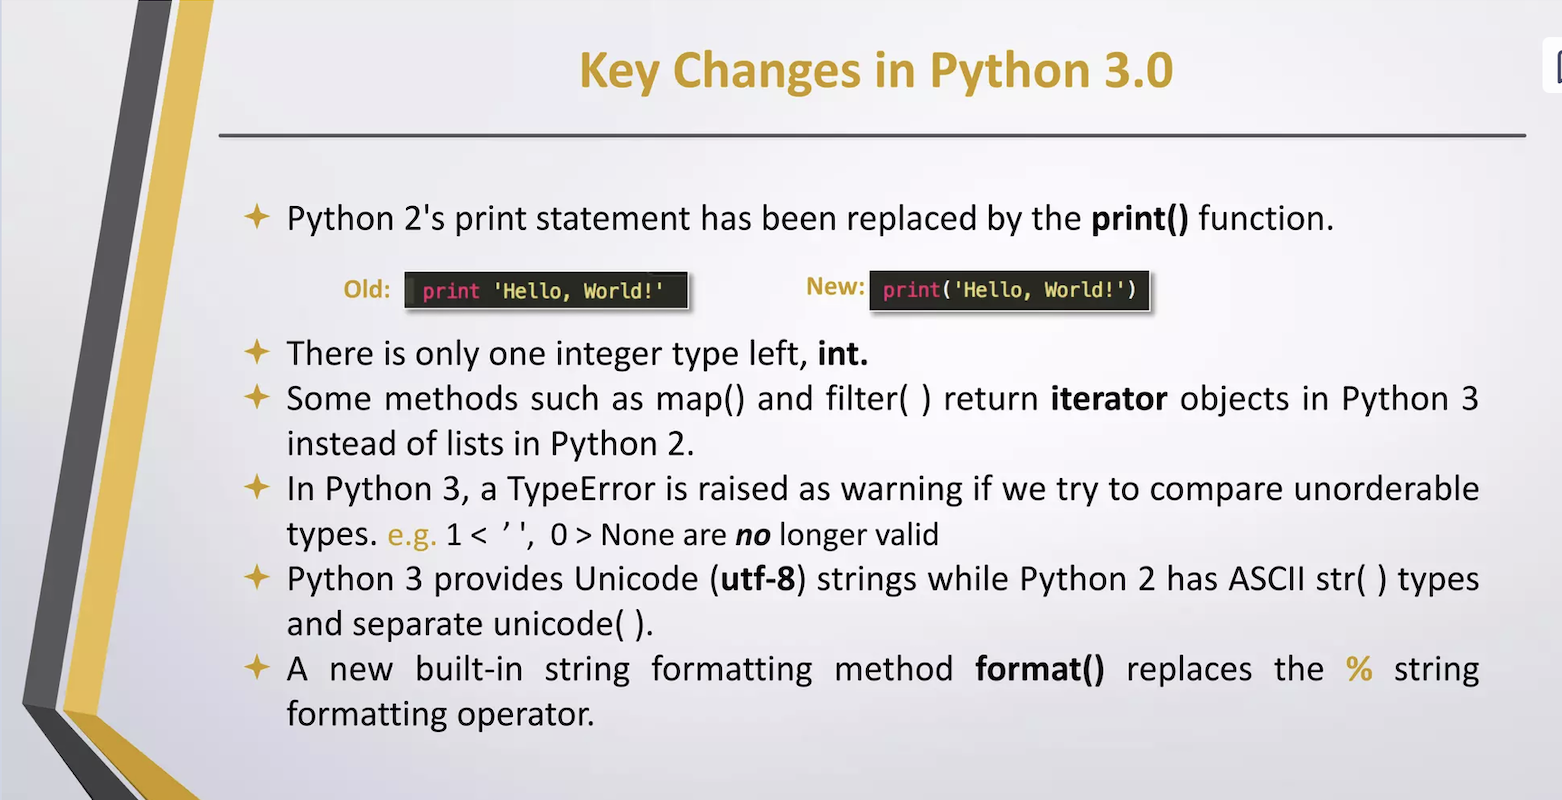 Key Changes in Python 3.0
Python 2's print statement has been replaced by the print() function.
Old: print 'Hello, World!' New: print('Hello, World!')
There is only one integer type left, int.
Some methods such as map() and filter( ) return iterator objects in Python 3
instead of lists in Python 2.
In Python 3, a TypeError is raised as warning if we try to compare unorderable
types. e.g. 1 < ’ ', 0 > None are no longer valid
Python 3 provides Unicode (utf-8) strings while Python 2 has ASCII str( ) types
and separate unicode( ).
A new built-in string formatting method format() replaces the % string
formatting operator.